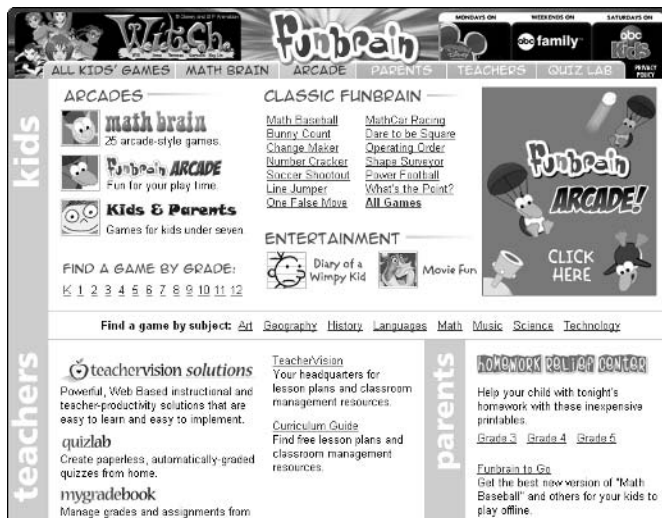 © Disney
W.i.t.c.h.
funbrain
MONDAYS ON
WEEKENDS ON
abc family
SATURDAYS ON
abc Kids
ALL KIDS' GAMES
MATH BRAIN
ARCADE
PARENTS
TEACHERS
QUIZ LAB
PRIVACY
POLICY
kids
ARCADES
math brain
25 arcade-style games.
Funbrain ARCADE
Fun for your play time.
Kids & Parents
Games for kids under seven
FIND A GAME BY GRADE:
K 1 2 3 4 5 6 7 8 9 10 11 12
CLASSIC FUNBRAIN
Math Baseball
Bunny Count
Change Maker
Number Cracker
Soccer Shootout
Line Jumper
One False Move
MathCar Racing
Dare to be Square
Operating Order
Shape Surveyor
Power Football
What's the Point?
All Games
ENTERTAINMENT
Diary of a
Wimpy Kid
Movie Fun
funbrain
ARCADE!
CLICK
HERE
Find a game by subject: Art Geography History Languages Math Music Science Technology
teachers
teachervision solutions
Powerful, Web Based instructional and
teacher-productivity solutions that are
easy to learn and easy to implement.
quizlab
Create paperless, automatically-graded
quizzes from home.
mygradebook
Manage grades and assignments from
TeacherVision
Your headquarters for
lesson plans and classroom
management resources.
Curriculum Guide
Find free lesson plans and
classroom management
resources.
parents
HOMEWORK RELIEF CENTER
Help your child with tonight's
homework with these inexpensive
printables.
Grade 3 Grade 4 Grade 5
Funbrain to Go
Get the best new version of "Math
Baseball" and others for your kids to
play offline.